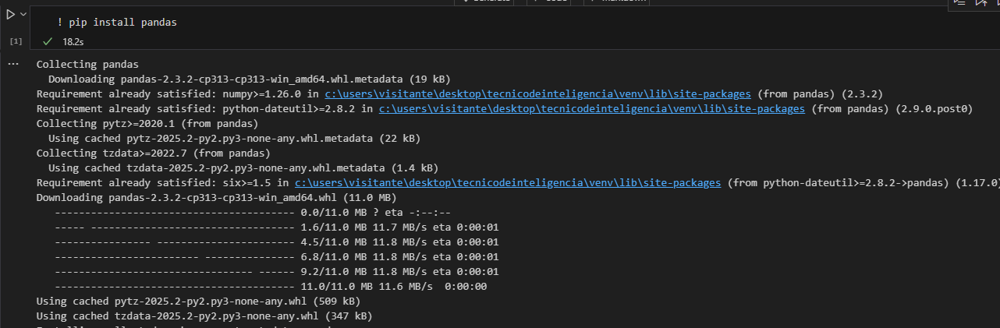 ! pip install pandas
[1]
18.2s
...
Collecting pandas
  Downloading pandas-2.3.2-cp313-cp313-win_amd64.whl.metadata (19 kB)
Requirement already satisfied: numpy>=1.26.0 in c:\users\visitante\desktop\tecnicodeinteligencia\venv\lib\site-packages (from pandas) (2.3.2)
Requirement already satisfied: python-dateutil>=2.8.2 in c:\users\visitante\desktop\tecnicodeinteligencia\venv\lib\site-packages (from pandas) (2.9.0.post0)
Collecting pytz>=2020.1 (from pandas)
  Using cached pytz-2025.2-py2.py3-none-any.whl.metadata (22 kB)
Collecting tzdata>=2022.7 (from pandas)
  Using cached tzdata-2025.2-py2.py3-none-any.whl.metadata (1.4 kB)
Requirement already satisfied: six>=1.5 in c:\users\visitante\desktop\tecnicodeinteligencia\venv\lib\site-packages (from python-dateutil>=2.8.2->pandas) (1.17.0)
Downloading pandas-2.3.2-cp313-cp313-win_amd64.whl (11.0 MB)
   ---------------------------------------- 0.0/11.0 MB ? eta -:--:--
   ----- ---------------------------------- 1.6/11.0 MB 11.7 MB/s eta 0:00:01
   ---------------- ----------------------- 4.5/11.0 MB 11.8 MB/s eta 0:00:01
   ------------------------ --------------- 6.8/11.0 MB 11.8 MB/s eta 0:00:01
   --------------------------------- ------ 9.2/11.0 MB 11.8 MB/s eta 0:00:01
   ---------------------------------------- 11.0/11.0 MB 11.6 MB/s  0:00:00
Using cached pytz-2025.2-py2.py3-none-any.whl (509 kB)
Using cached tzdata-2025.2-py2.py3-none-any.whl (347 kB)